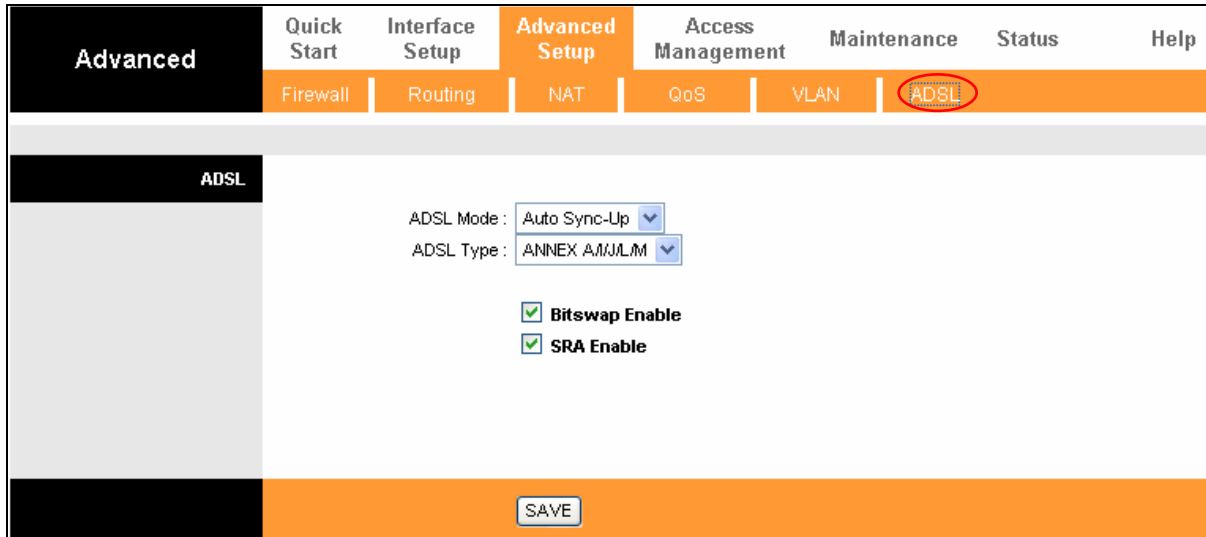 Advanced
Quick Start
Interface Setup
Advanced Setup
Access Management
Maintenance
Status
Help
Firewall
Routing
NAT
QoS
VLAN
ADSL
ADSL
ADSL Mode : Auto Sync-Up
ADSL Type : ANNEX A/I/J/L/M
Bitswap Enable
SRA Enable
SAVE